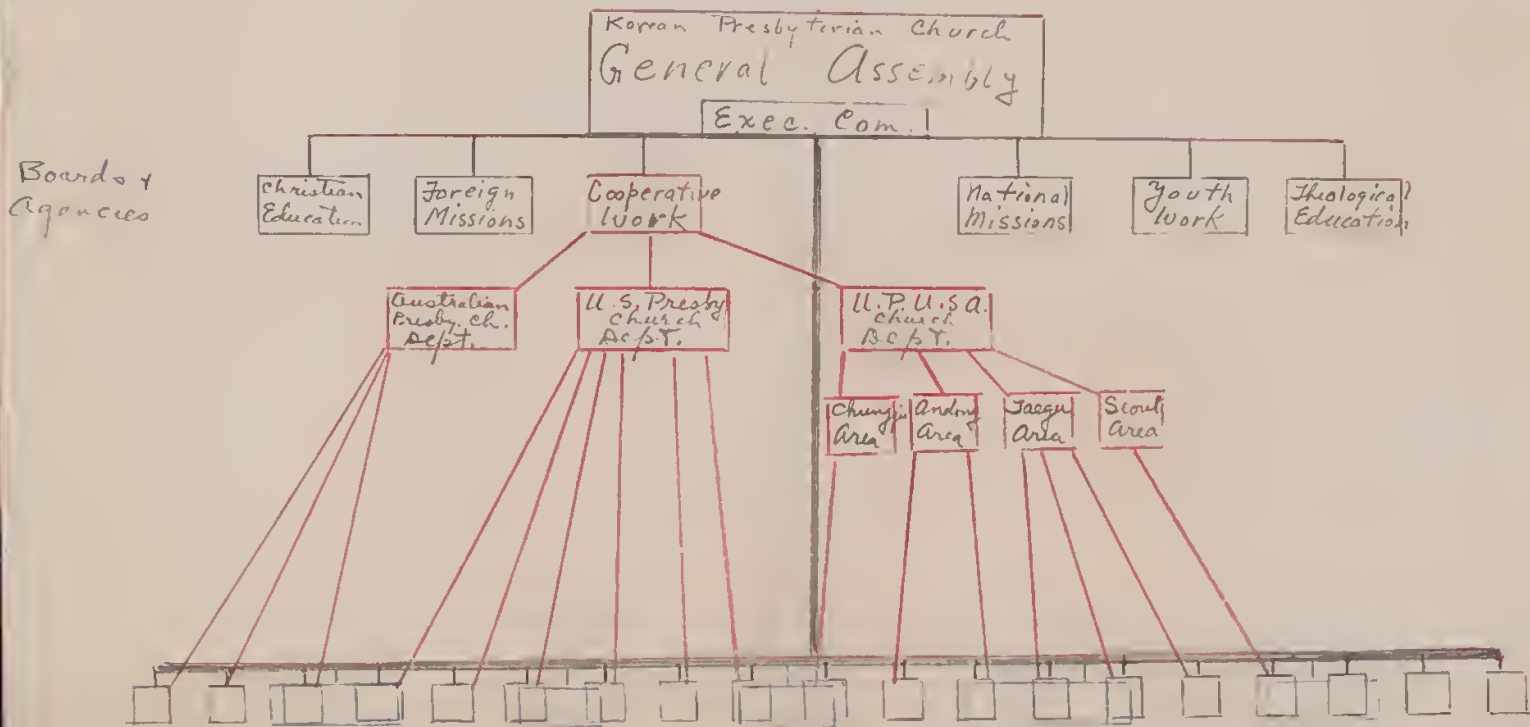 Korean Presbyterian Church
General Assembly
Exec. Com.
Boards &
Agencies
Christian
Education
Foreign
Missions
Cooperative
Work
National
Missions
Youth
Work
Theological
Education
Australian
Presby. Ch.
Dept.
U.S. Presby
Church
Dept.
U.P.U.S.A.
Church
Dept.
Chungju
Area
Andong
Area
Taegu
Area
Seoul
Area